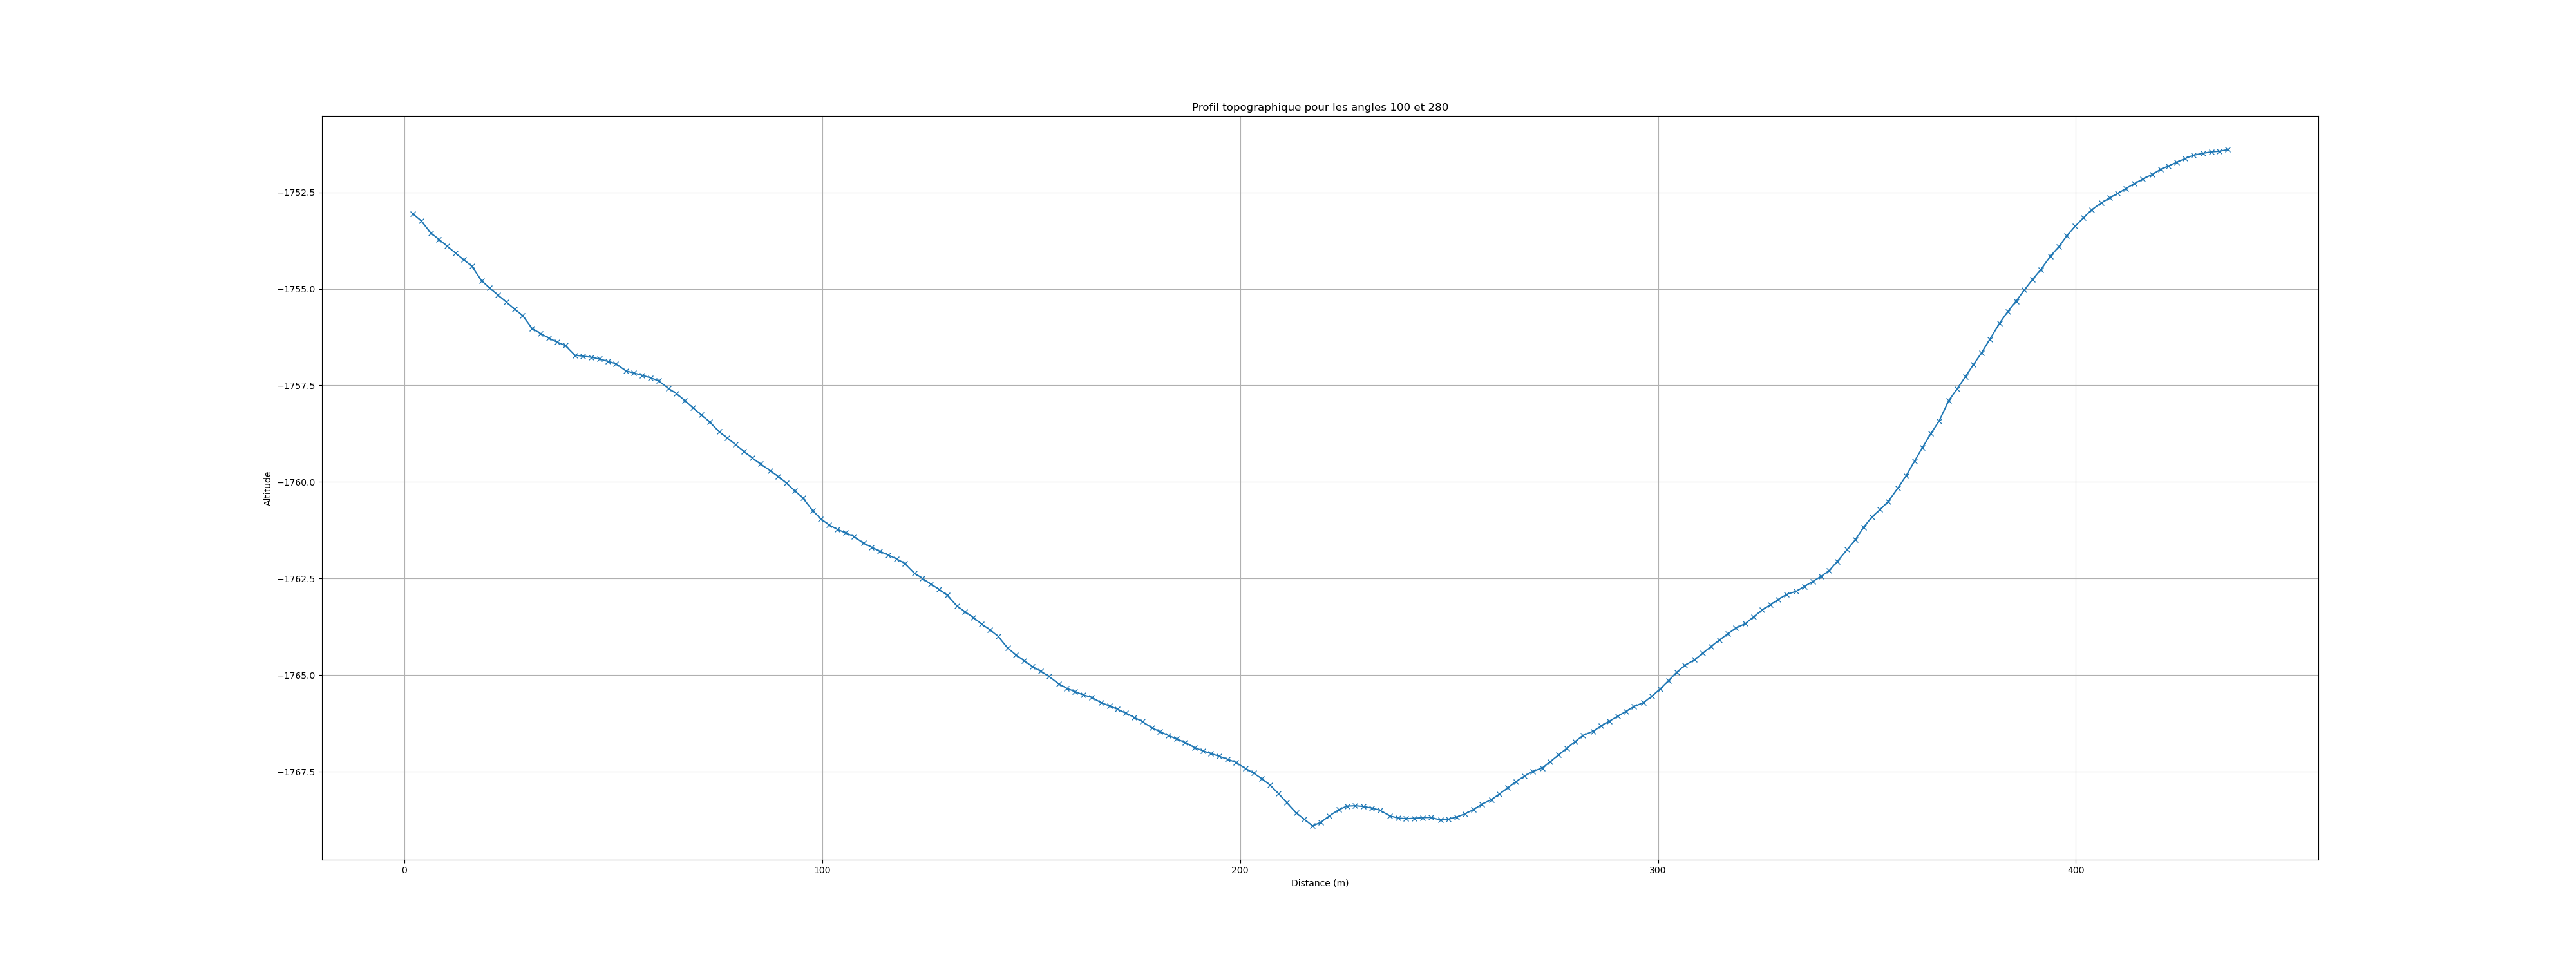 Profil topographique pour les angles 100 et 280
Altitude
−1752.5
−1755.0
−1757.5
−1760.0
−1762.5
−1765.0
−1767.5
0 100 200 300 400
Distance (m)